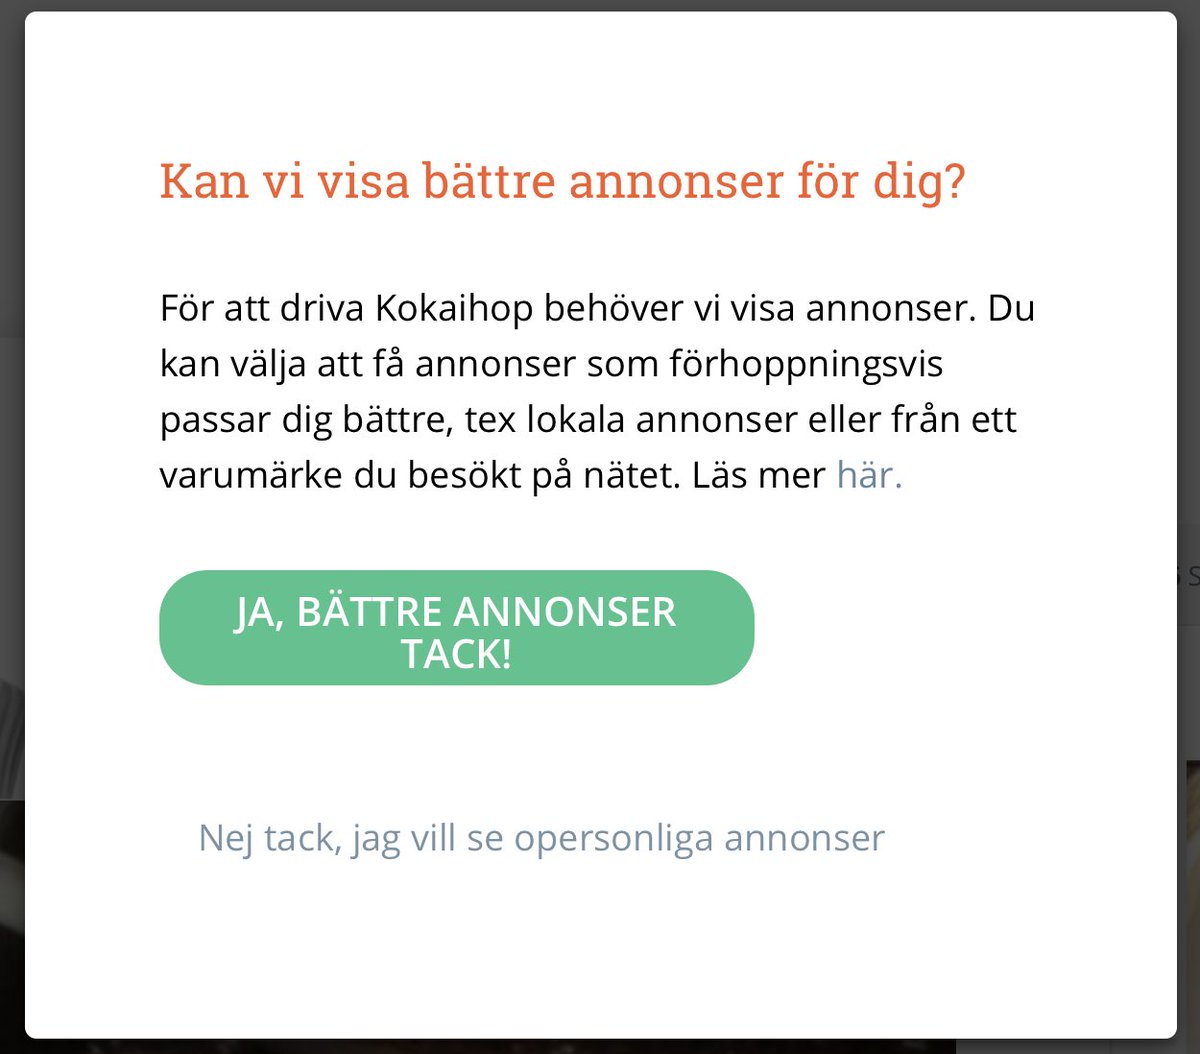 Kan vi visa bättre annonser för dig?
För att driva Kokaihop behöver vi visa annonser. Du
kan välja att få annonser som förhoppningsvis
passar dig bättre, tex lokala annonser eller från ett
varumärke du besökt på nätet. Läs mer här.
JA, BÄTTRE ANNONSER
TACK!
Nej tack, jag vill se opersonliga annonser